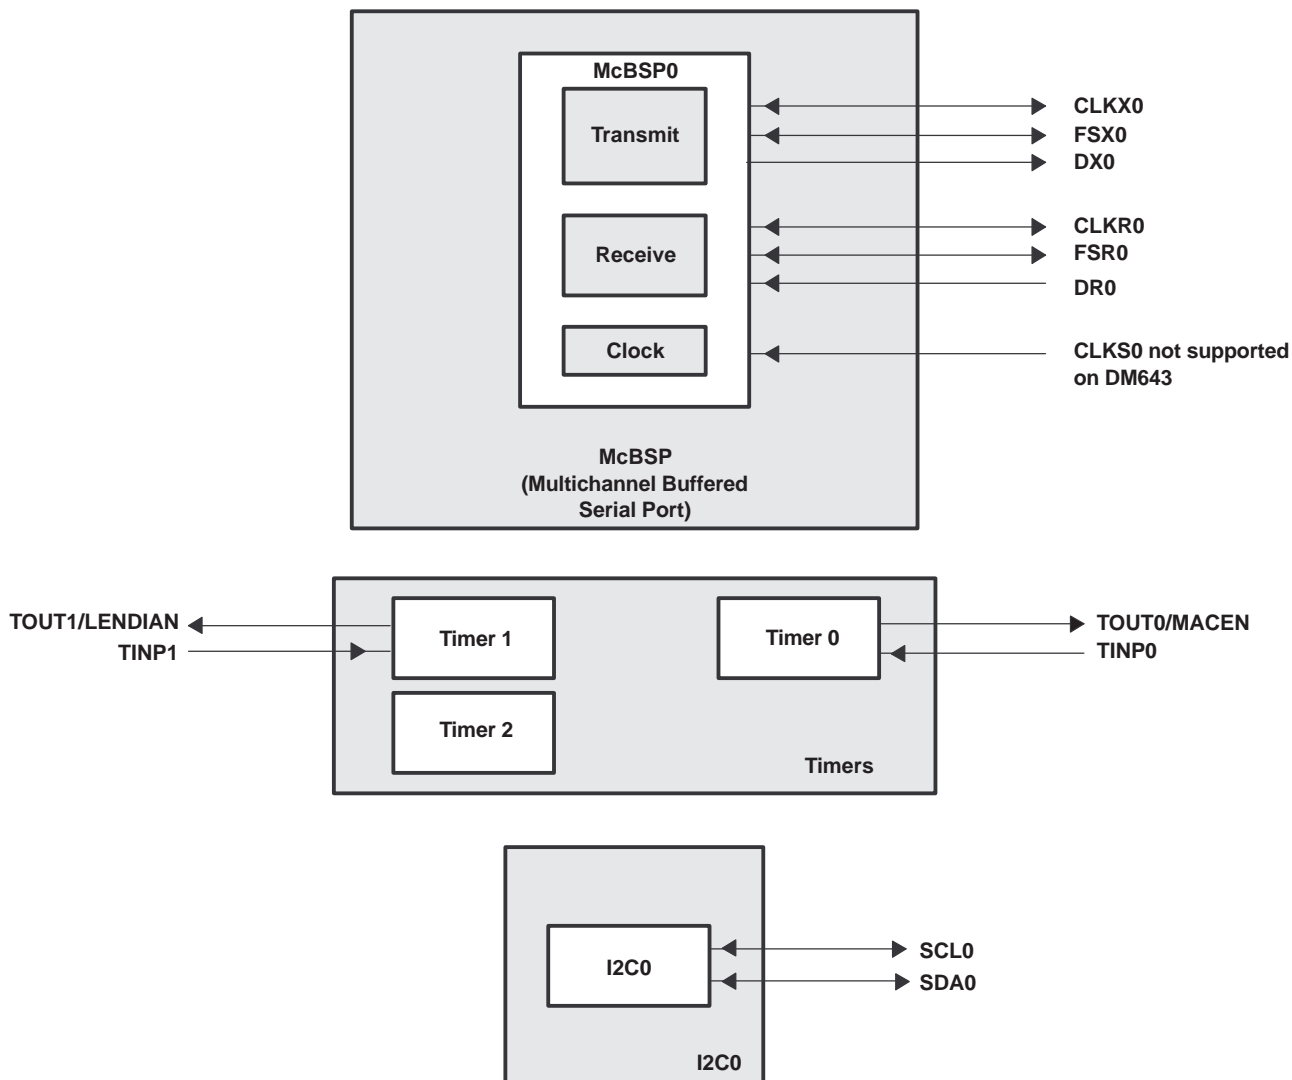 McBSP0
Transmit
CLKX0
FSX0
DX0
Receive
CLKR0
FSR0
DR0
Clock
CLKS0 not supported
on DM643
McBSP
(Multichannel Buffered
Serial Port)
TOUT1/LENDIAN
TINP1
Timer 1
Timer 0
TOUT0/MACEN
TINP0
Timer 2
Timers
I2C0
SCL0
SDA0
I2C0